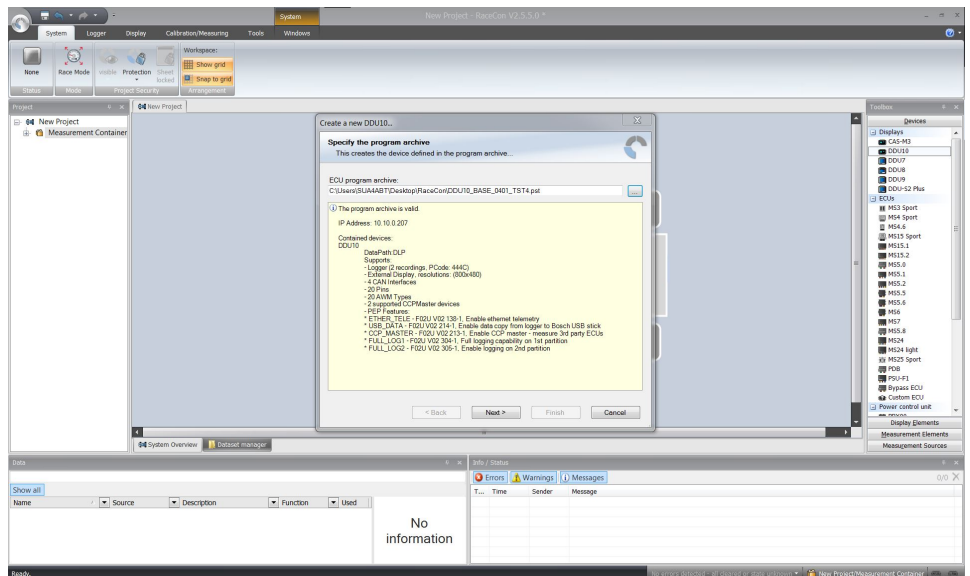 System
New Project - RaceCon V2.5.5.0 *
System
Logger
Display
Calibration/Measuring
Tools
Windows
None
Race Mode
visible
Protection
Sheet locked
Workspace:
Show grid
Snap to grid
Status
Mode
Project Security
Arrangement
Project
New Project
Measurement Container
New Project
Create a new DDU10...
Specify the program archive
This creates the device defined in the program archive...
ECU program archive:
C:\Users\SUA4ABT\Desktop\RaceCon\DDU10_BASE_0401_TST4.pst
...
The program archive is valid.
IP Address: 10.10.0.207
Contained devices:
DDU10
DataPath:DLP
Supports:
- Logger (2 recordings, PCode: 444C)
- External Display, resolutions: (800x480)
- 4 CAN Interfaces
- 20 Pins
- 20 AWM Types
- 2 supported CCPMaster devices
- PEP Features:
* ETHER_TELE - F02U V02 138-1, Enable ethernet telemetry
* USB_DATA - F02U V02 214-1, Enable data copy from logger to Bosch USB stick
* CCP_MASTER - F02U V02 213-1, Enable CCP master - measure 3rd party ECUs
* FULL_LOG1 - F02U V02 304-1, Full logging capability on 1st partition
* FULL_LOG2 - F02U V02 305-1, Enable logging on 2nd partition
< Back
Next >
Finish
Cancel
System Overview
Dataset manager
Toolbox
Devices
Displays
CAS-M3
DDU10
DDU7
DDU8
DDU9
DDU-S2 Plus
ECUs
MS3 Sport
MS4 Sport
MS4.6
MS15 Sport
MS15.1
MS15.2
MS5.0
MS5.1
MS5.2
MS5.5
MS5.6
MS6
MS7
MS5.8
MS24
MS24 light
MS25 Sport
PDB
PSU-F1
Bypass ECU
Custom ECU
Power control unit
Display Elements
Measurement Elements
Measurement Sources
Data
Show all
Name
Source
Description
Function
Used
No
information
Info / Status
Errors
Warnings
Messages
0/0
T...
Time
Sender
Message
Ready.
No errors detected - all cleared or state unknown
New Project/Measurement Container